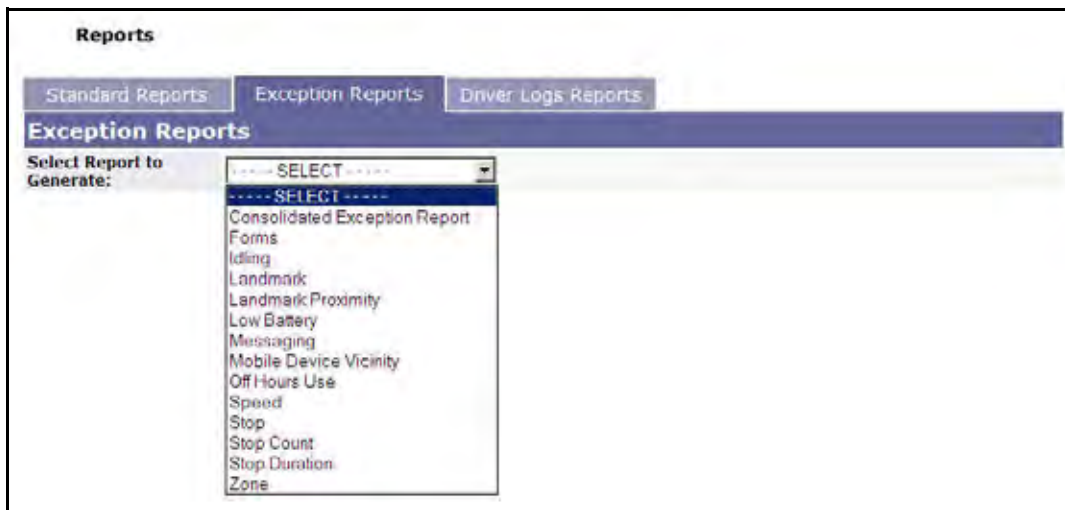 Reports
Standard Reports Exception Reports Driver Logs Reports
Exception Reports
Select Report to
Generate:
----- SELECT -----
----- SELECT -----
Consolidated Exception Report
Forms
Idling
Landmark
Landmark Proximity
Low Battery
Messaging
Mobile Device Vicinity
Off Hours Use
Speed
Stop
Stop Count
Stop Duration
Zone